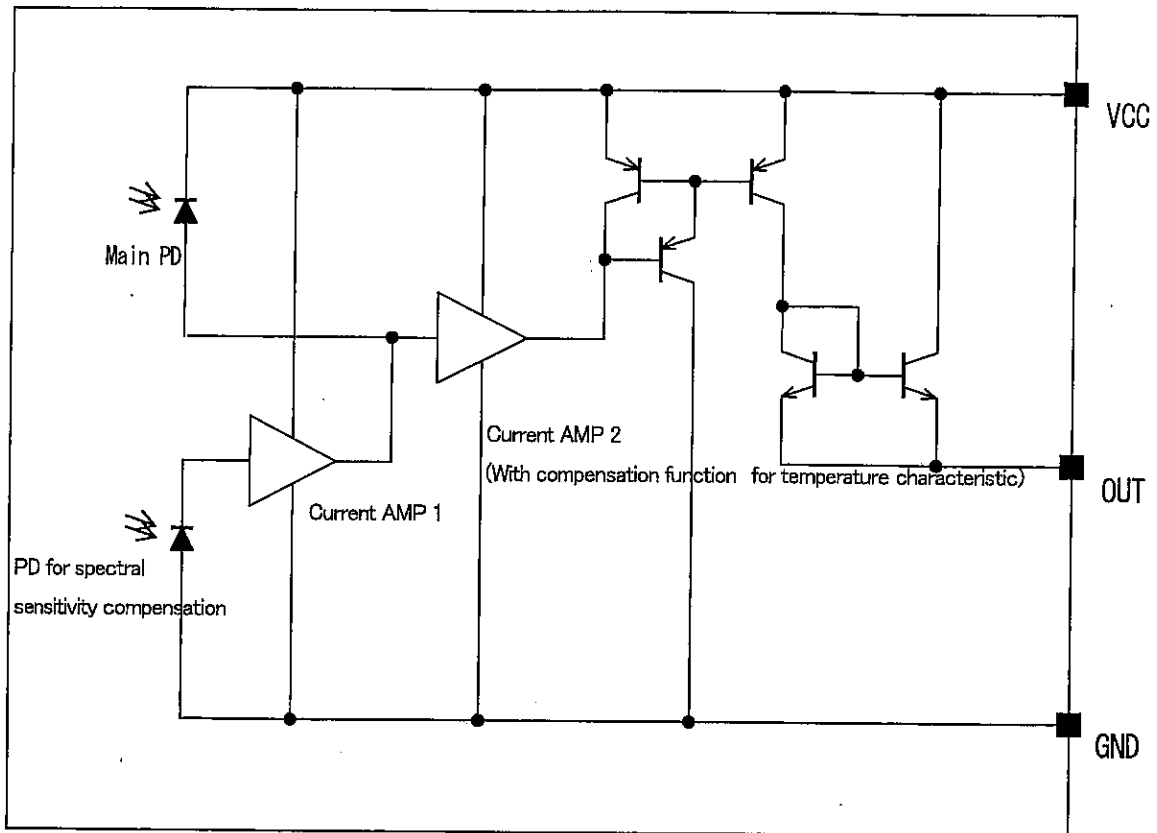 VCC
Main PD
Current AMP 2
(With compensation function for temperature characteristic)
OUT
Current AMP 1
PD for spectral
sensitivity compensation
GND